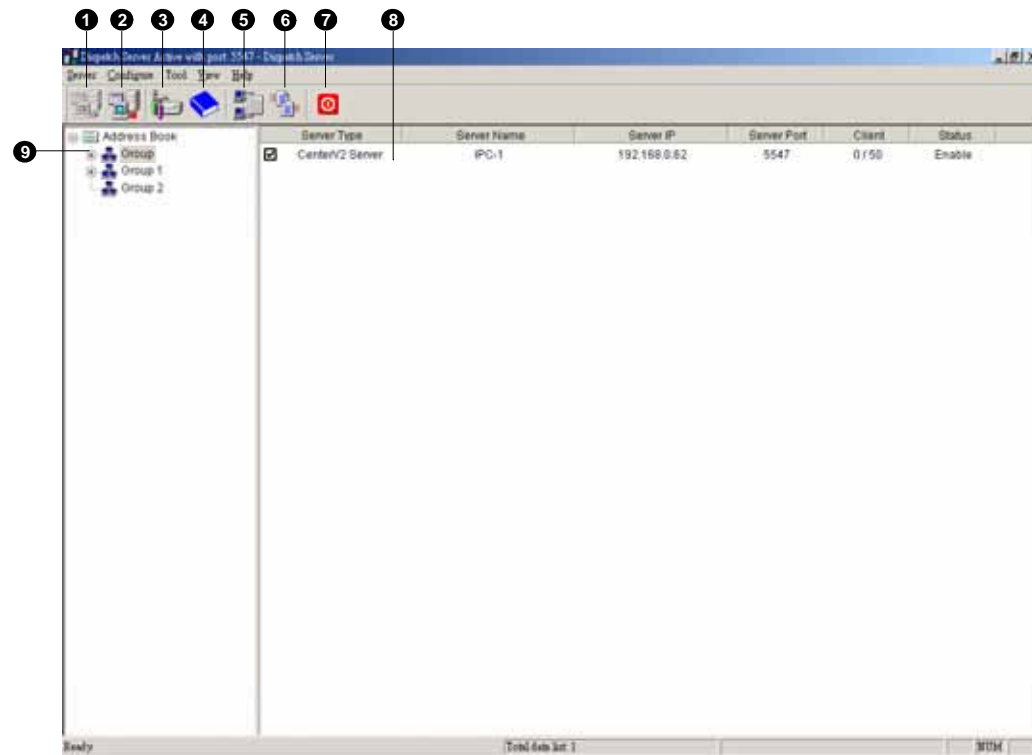 1 2 3 4 5 6 7 8
Dispatch Server Active with port: 5547 - Dispatch Server
Server Configure Tool View Help
Address Book
9 Group
Group 1
Group 2
Server Type Server Name Server IP Server Port Client Status
CenterV2 Server IPC-1 192.168.0.62 5547 0 / 50 Enable
Ready Total data list: 1 NUM